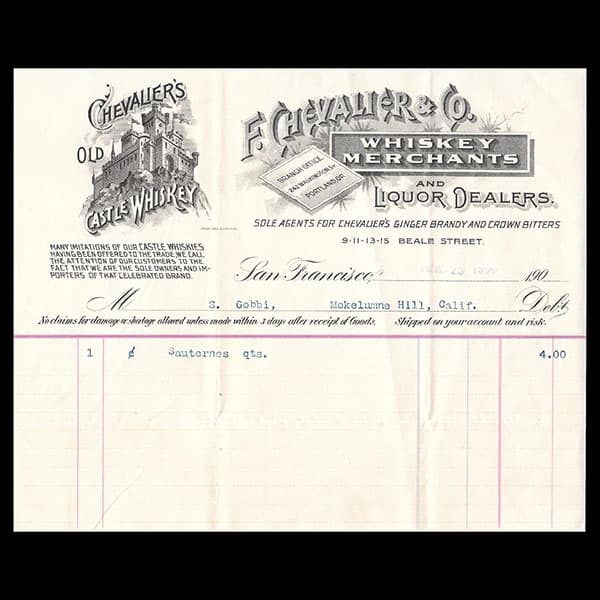 CHEVALIER'S
OLD
CASTLE WHISKEY
MANY IMITATIONS OF OUR CASTLE WHISKIES
HAVING BEEN OFFERED TO THE TRADE, WE CALL
THE ATTENTION OF OUR CUSTOMERS TO THE
FACT THAT WE ARE THE SOLE OWNERS AND IM-
PORTERS OF THAT CELEBRATED BRAND.
F. CHEVALIER & CO.
WHISKEY
MERCHANTS
AND
LIQUOR DEALERS.
BRANCH OFFICE
242 WASHINGTON ST
PORTLAND, OR.
SOLE AGENTS FOR CHEVALIER'S GINGER BRANDY AND CROWN BITTERS
9-11-13-15 BEALE STREET.
San Francisco, 190
M S. Gobbi, Mokelumne Hill, Calif. Debt.
No claims for damage or shortage allowed unless made within 3 days after receipt of Goods. Shipped on your account and risk.
1 ¢ Sauternes qts. 4.00